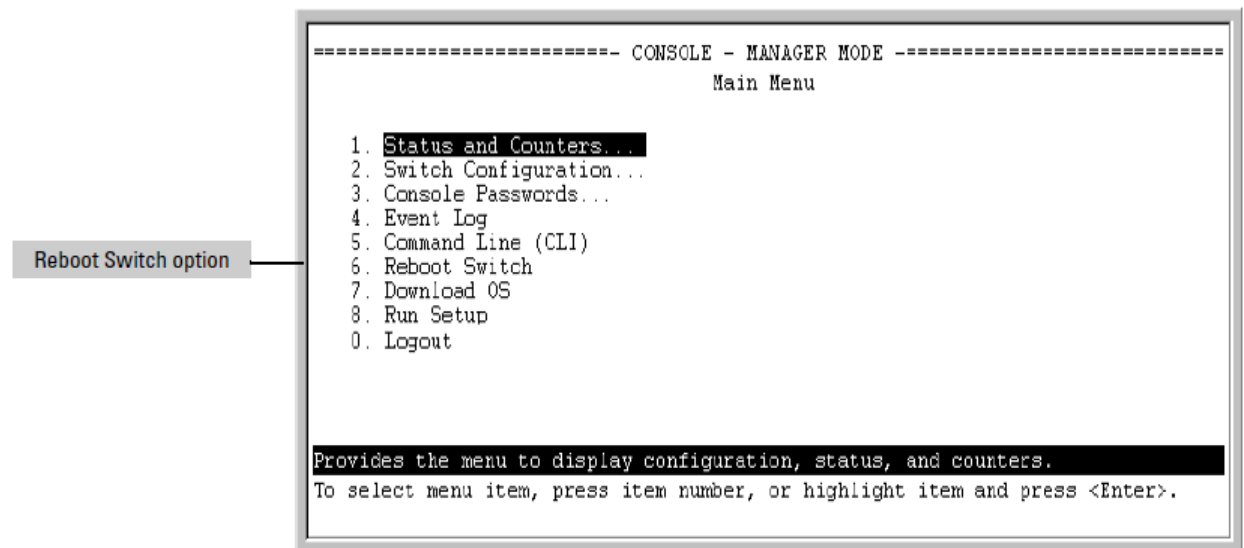 ===========================- CONSOLE - MANAGER MODE -============================
Main Menu
1. Status and Counters...
2. Switch Configuration...
3. Console Passwords...
4. Event Log
5. Command Line (CLI)
Reboot Switch option
6. Reboot Switch
7. Download OS
8. Run Setup
0. Logout
Provides the menu to display configuration, status, and counters.
To select menu item, press item number, or highlight item and press <Enter>.